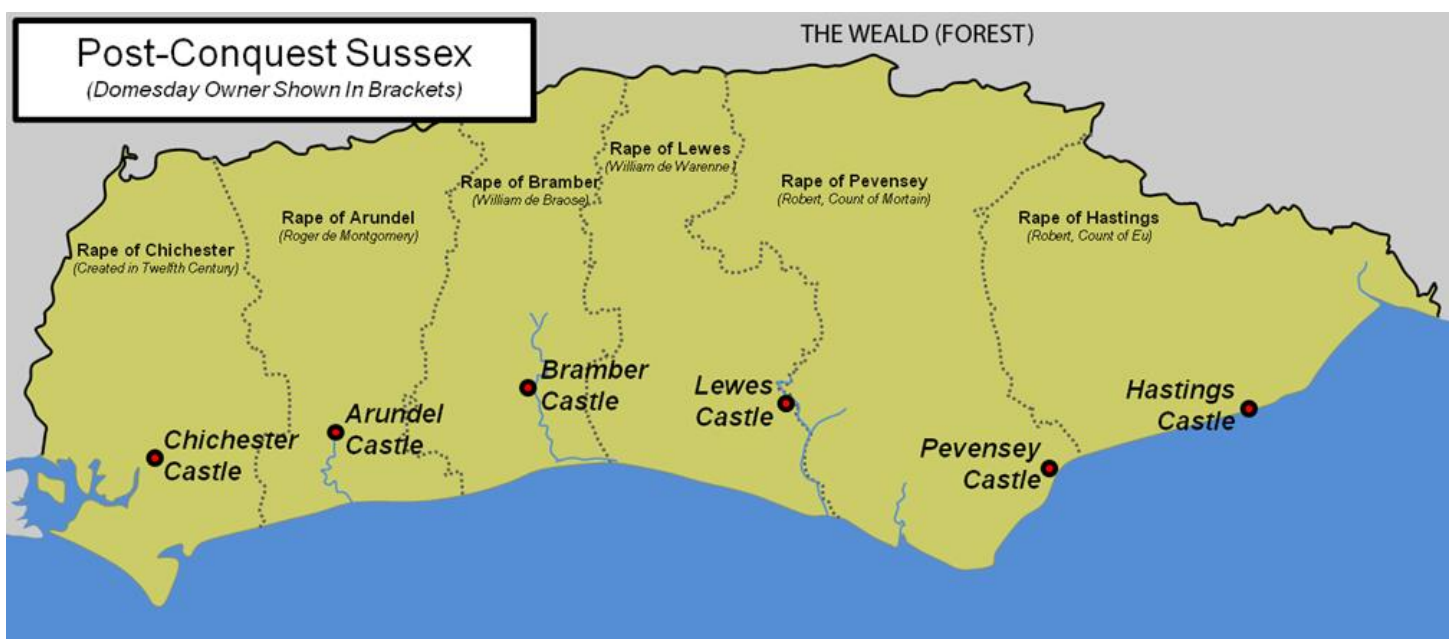 Post-Conquest Sussex
(Domesday Owner Shown In Brackets)
THE WEALD (FOREST)
Rape of Chichester
(Created in Twelfth Century)
Rape of Arundel
(Roger de Montgomery)
Rape of Bramber
(William de Braose)
Rape of Lewes
(William de Warenne)
Rape of Pevensey
(Robert, Count of Mortain)
Rape of Hastings
(Robert, Count of Eu)
Chichester
Castle
Arundel
Castle
Bramber
Castle
Lewes
Castle
Pevensey
Castle
Hastings
Castle